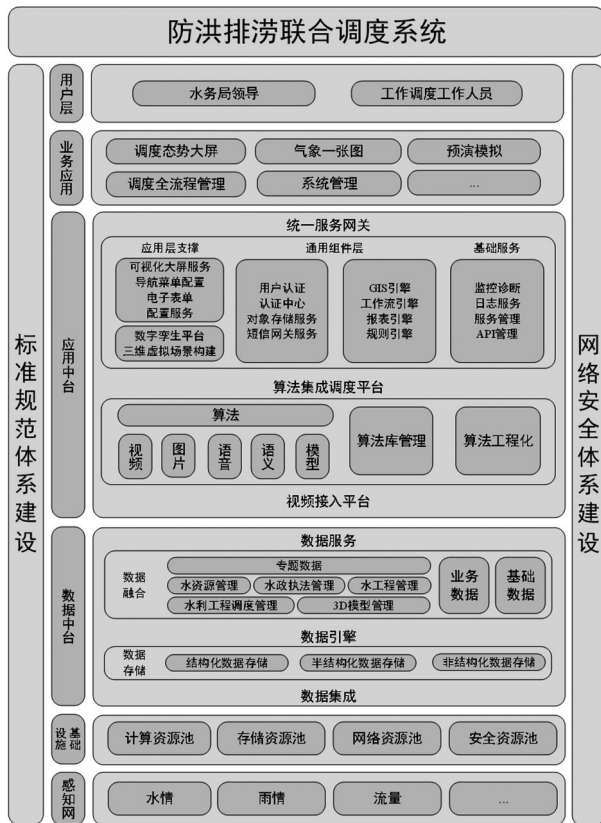 防洪排涝联合调度系统
标准规范体系建设
网络安全体系建设
用户层
水务局领导
工作调度工作人员
业务应用
调度态势大屏
气象一张图
预演模拟
调度全流程管理
系统管理
...
应用中台
统一服务网关
应用层支撑
通用组件层
基础服务
可视化大屏服务
导航菜单配置
电子表单
配置服务
数字孪生平台
三维虚拟场景构建
用户认证
认证中心
对象存储服务
短信网关服务
GIS引擎
工作流引擎
报表引擎
规则引擎
监控诊断
日志服务
服务管理
API管理
算法集成调度平台
算法
视频
图片
语音
语义
模型
算法库管理
算法工程化
视频接入平台
数据中台
数据服务
数据
融合
专题数据
水资源管理
水政执法管理
水工程管理
水利工程调度管理
3D模型管理
业务
数据
基础
数据
数据引擎
数据
存储
结构化数据存储
半结构化数据存储
非结构化数据存储
数据集成
基础设施
计算资源池
存储资源池
网络资源池
安全资源池
感知网
水情
雨情
流量
...